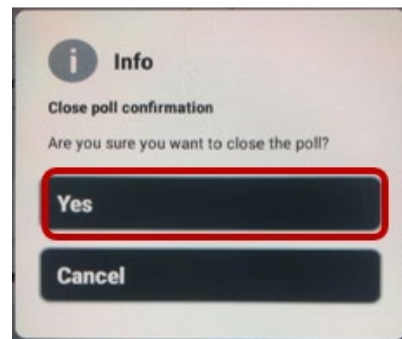 Info
Close poll confirmation
Are you sure you want to close the poll?
Yes
Cancel